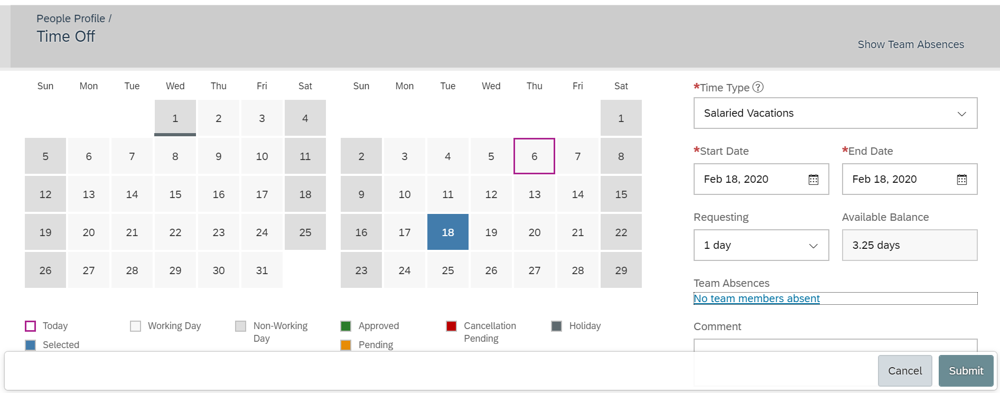 People Profile /
Time Off
Show Team Absences
Sun Mon Tue Wed Thu Fri Sat
1 2 3 4
5 6 7 8 9 10 11
12 13 14 15 16 17 18
19 20 21 22 23 24 25
26 27 28 29 30 31
Sun Mon Tue Wed Thu Fri Sat
1
2 3 4 5 6 7 8
9 10 11 12 13 14 15
16 17 18 19 20 21 22
23 24 25 26 27 28 29
Today
Selected
Working Day
Non-Working
Day
Approved
Pending
Cancellation
Pending
Holiday
*Time Type ?
Salaried Vacations
*Start Date *End Date
Feb 18, 2020 Feb 18, 2020
Requesting Available Balance
1 day 3.25 days
Team Absences
No team members absent
Comment
Cancel Submit